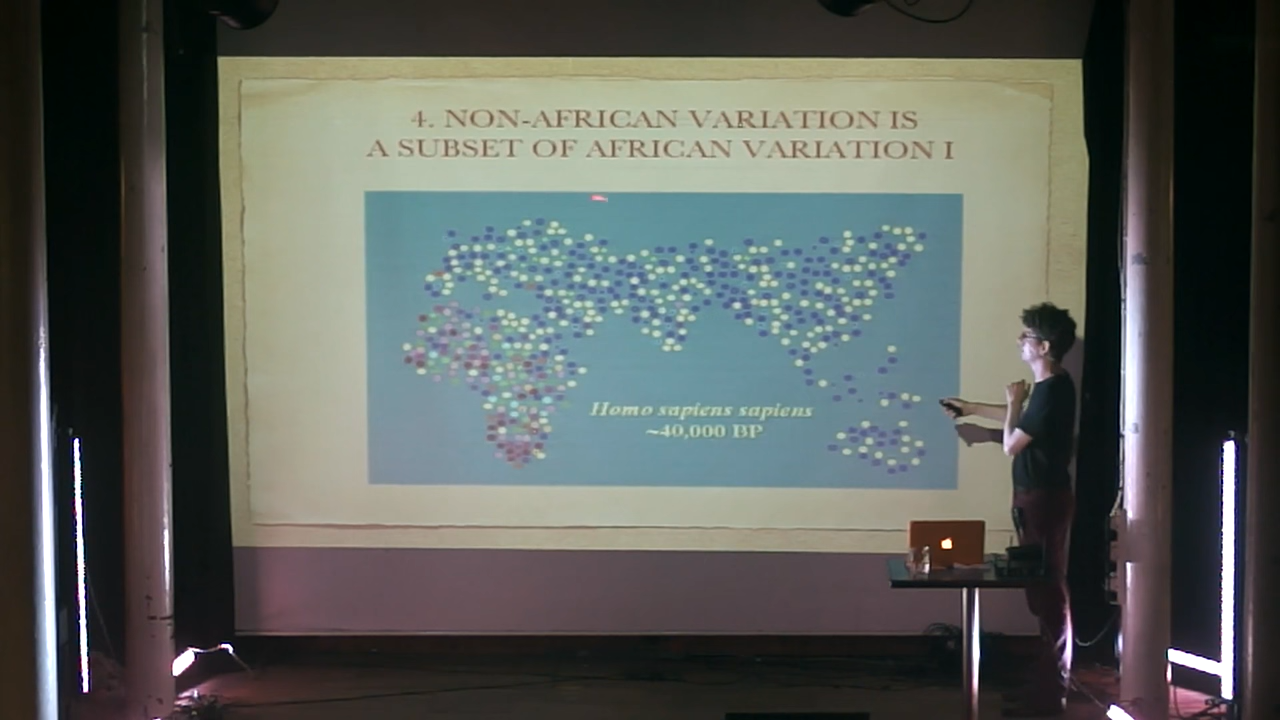 4. NON-AFRICAN VARIATION IS
A SUBSET OF AFRICAN VARIATION I
Homo sapiens sapiens
~40,000 BP